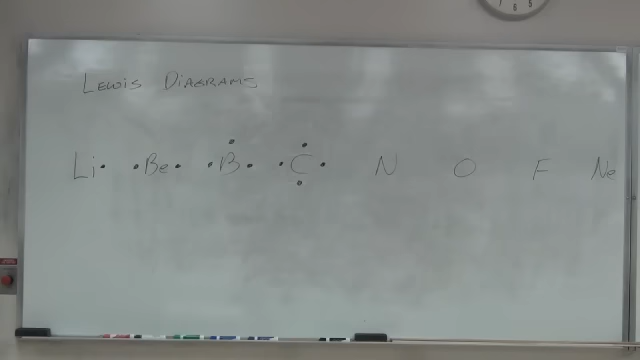 Lewis Diagrams
Li· ·Be· ·Ḃ· ·Ċ̣· N O F Ne